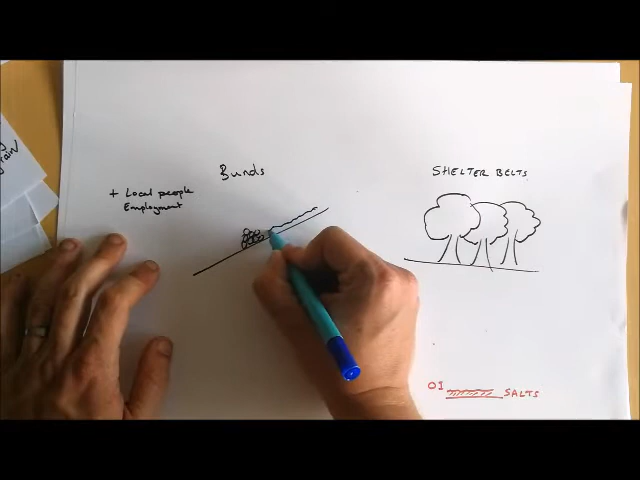 Bunds
+ Local people
Employment
SHELTER BELTS
SALTS